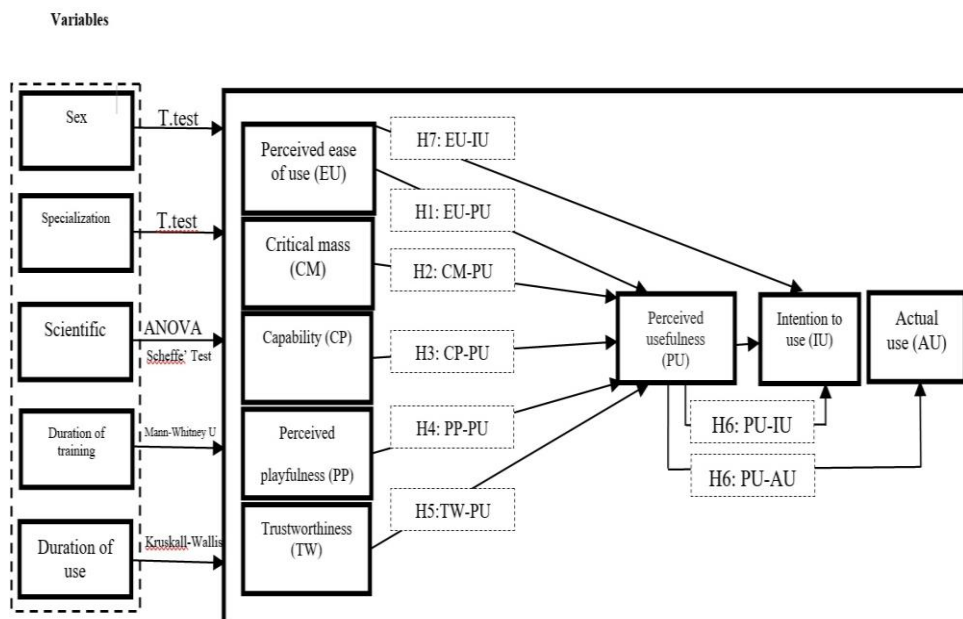 Variables
Sex
T.test
Specialization
T.test
Scientific
ANOVA
Scheffe' Test
Duration of
training
Mann-Whitney U
Duration of
use
Kruskall-Wallis
Perceived ease
of use (EU)
Critical mass
(CM)
Capability (CP)
Perceived
playfulness (PP)
Trustworthiness
(TW)
H7: EU-IU
H1: EU-PU
H2: CM-PU
H3: CP-PU
H4: PP-PU
H5:TW-PU
Perceived
usefulness
(PU)
Intention to
use (IU)
Actual
use (AU)
H6: PU-IU
H6: PU-AU